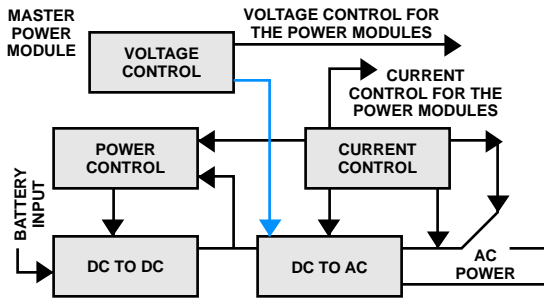 MASTER
POWER
MODULE
VOLTAGE
CONTROL
VOLTAGE CONTROL FOR
THE POWER MODULES
CURRENT
CONTROL FOR THE
POWER MODULES
POWER
CONTROL
CURRENT
CONTROL
BATTERY
INPUT
DC TO DC
DC TO AC
AC
POWER